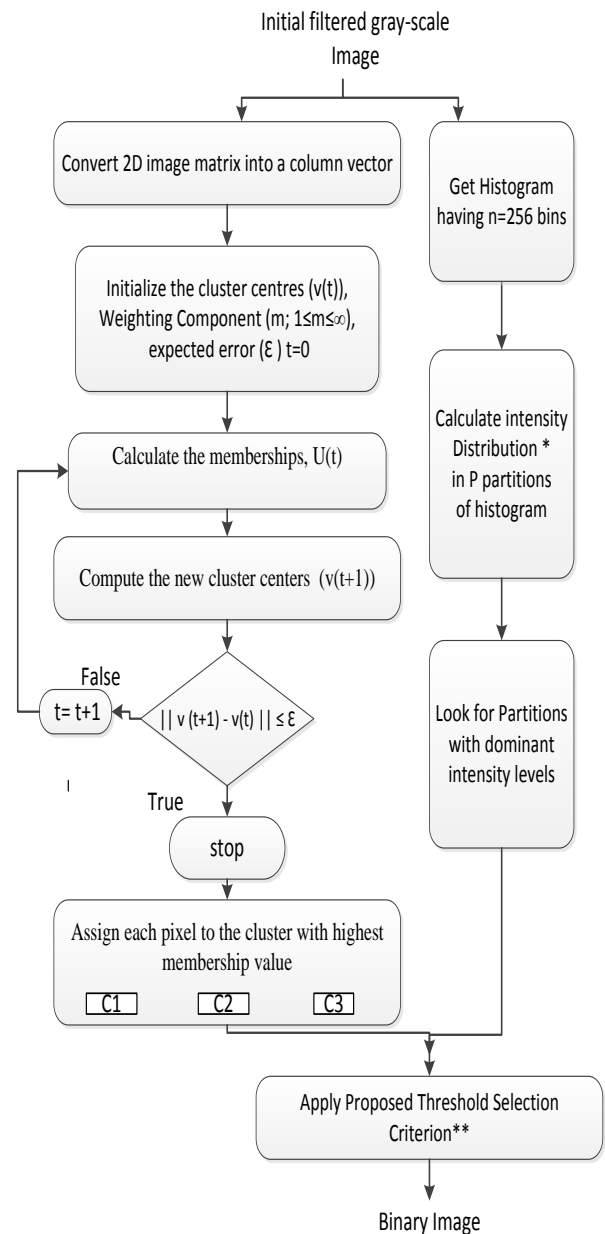 Initial filtered gray-scale
Image
Convert 2D image matrix into a column vector
Initialize the cluster centres (v(t)),
Weighting Component (m; 1≤m≤∞),
expected error (Ɛ ) t=0
Calculate the memberships, U(t)
Compute the new cluster centers (v(t+1))
False
t= t+1
|| v (t+1) - v(t) || ≤ Ɛ
True
stop
Assign each pixel to the cluster with highest
membership value
C1 C2 C3
Get Histogram
having n=256 bins
Calculate intensity
Distribution *
in P partitions
of histogram
Look for Partitions
with dominant
intensity levels
Apply Proposed Threshold Selection
Criterion**
Binary Image